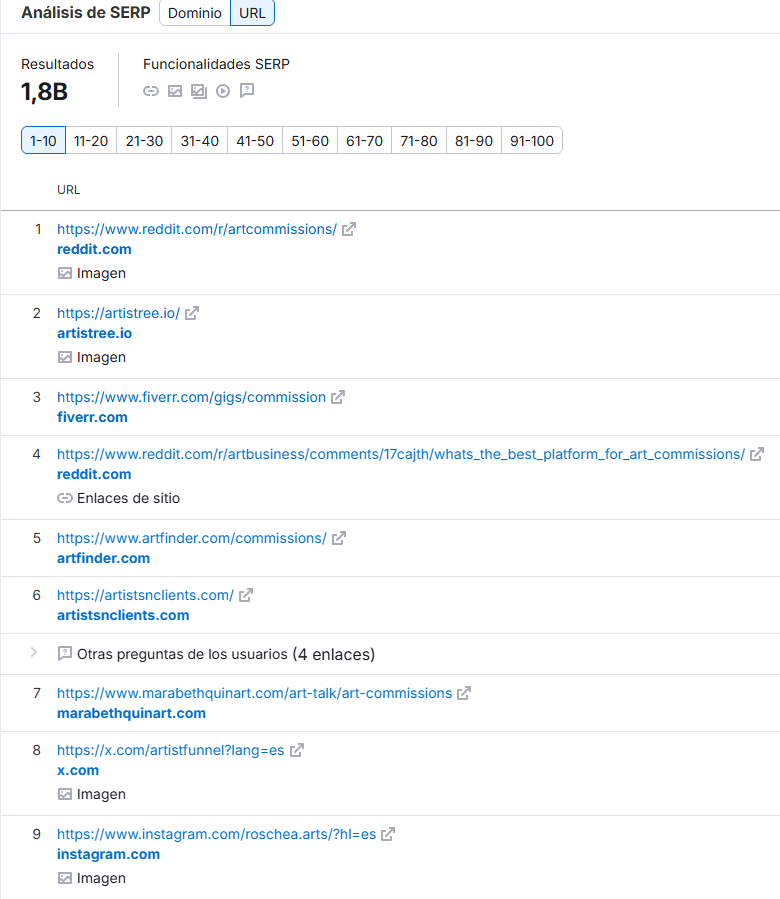 Análisis de SERP Dominio URL
Resultados Funcionalidades SERP
1,8B
1-10 11-20 21-30 31-40 41-50 51-60 61-70 71-80 81-90 91-100
URL
1 https://www.reddit.com/r/artcommissions/
reddit.com
Imagen
2 https://artistree.io/
artistree.io
Imagen
3 https://www.fiverr.com/gigs/commission
fiverr.com
4 https://www.reddit.com/r/artbusiness/comments/17cajth/whats_the_best_platform_for_art_commissions/
reddit.com
Enlaces de sitio
5 https://www.artfinder.com/commissions/
artfinder.com
6 https://artistsnclients.com/
artistsnclients.com
Otras preguntas de los usuarios (4 enlaces)
7 https://www.marabethquinart.com/art-talk/art-commissions
marabethquinart.com
8 https://x.com/artistfunnel?lang=es
x.com
Imagen
9 https://www.instagram.com/roschea.arts/?hl=es
instagram.com
Imagen